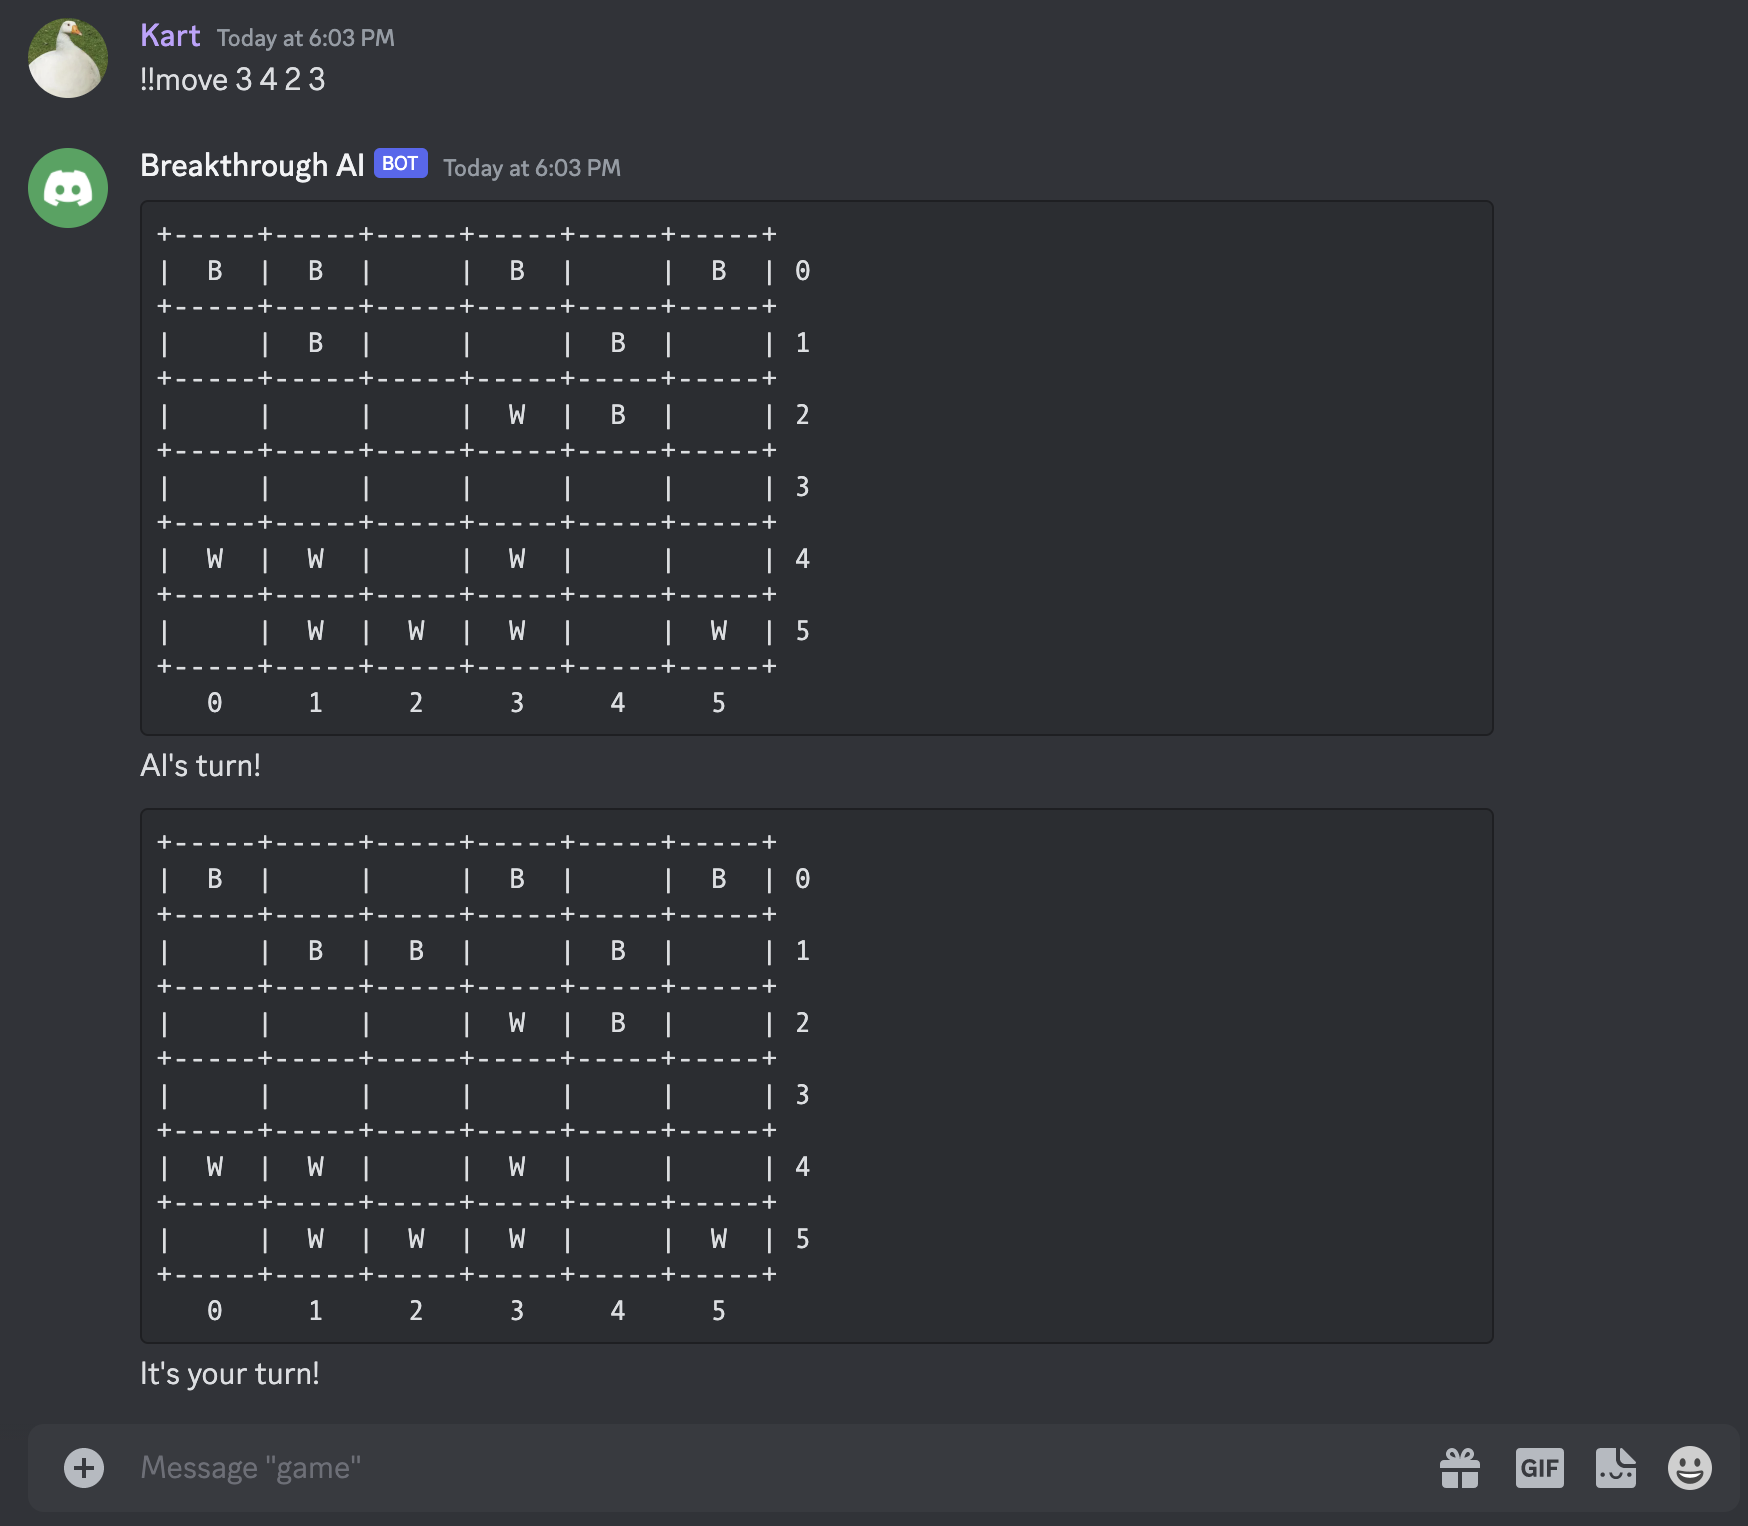 Kart Today at 6:03 PM
!!move 3 4 2 3
Breakthrough AI BOT Today at 6:03 PM
+-----+-----+-----+-----+-----+-----+
|  B  |  B  |     |  B  |     |  B  | 0
+-----+-----+-----+-----+-----+-----+
|     |  B  |     |     |  B  |     | 1
+-----+-----+-----+-----+-----+-----+
|     |     |     |  W  |  B  |     | 2
+-----+-----+-----+-----+-----+-----+
|     |     |     |     |     |     | 3
+-----+-----+-----+-----+-----+-----+
|  W  |  W  |     |  W  |     |     | 4
+-----+-----+-----+-----+-----+-----+
|     |  W  |  W  |  W  |     |  W  | 5
+-----+-----+-----+-----+-----+-----+
   0     1     2     3     4     5
AI's turn!
+-----+-----+-----+-----+-----+-----+
|  B  |     |     |  B  |     |  B  | 0
+-----+-----+-----+-----+-----+-----+
|     |  B  |  B  |     |  B  |     | 1
+-----+-----+-----+-----+-----+-----+
|     |     |     |  W  |  B  |     | 2
+-----+-----+-----+-----+-----+-----+
|     |     |     |     |     |     | 3
+-----+-----+-----+-----+-----+-----+
|  W  |  W  |     |  W  |     |     | 4
+-----+-----+-----+-----+-----+-----+
|     |  W  |  W  |  W  |     |  W  | 5
+-----+-----+-----+-----+-----+-----+
   0     1     2     3     4     5
It's your turn!
Message "game" GIF